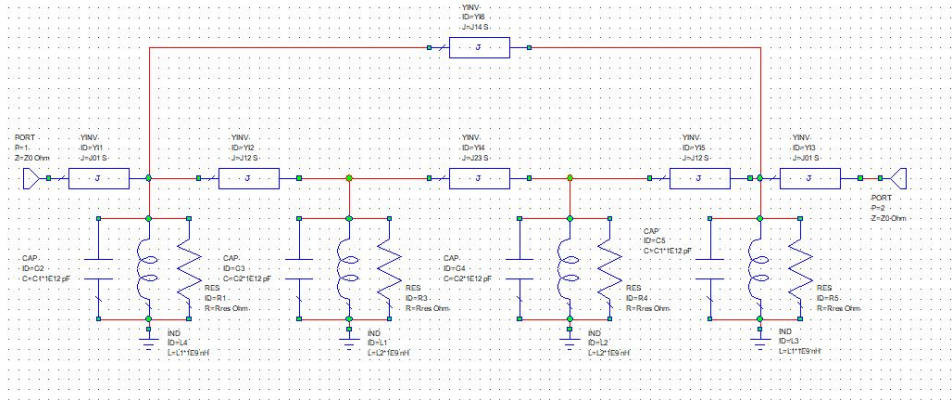 YINV
ID=YI6
J=J14 S
J
PORT
P=1
Z=Z0 Ohm
YINV
ID=YI1
J=J01 S
J
YINV
ID=YI2
J=J12 S
J
YINV
ID=YI4
J=J23 S
J
YINV
ID=YI5
J=J12 S
J
YINV
ID=YI3
J=J01 S
J
PORT
P=2
Z=Z0 Ohm
CAP
ID=C2
C=C1*1E12 pF
RES
ID=R1
R=Rres Ohm
IND
ID=L4
L=L1*1E9 nH
CAP
ID=C3
C=C2*1E12 pF
RES
ID=R3
R=Rres Ohm
IND
ID=L1
L=L2*1E9 nH
CAP
ID=C4
C=C2*1E12 pF
RES
ID=R4
R=Rres Ohm
IND
ID=L2
L=L2*1E9 nH
CAP
ID=C5
C=C1*1E12 pF
RES
ID=R5
R=Rres Ohm
IND
ID=L3
L=L1*1E9 nH